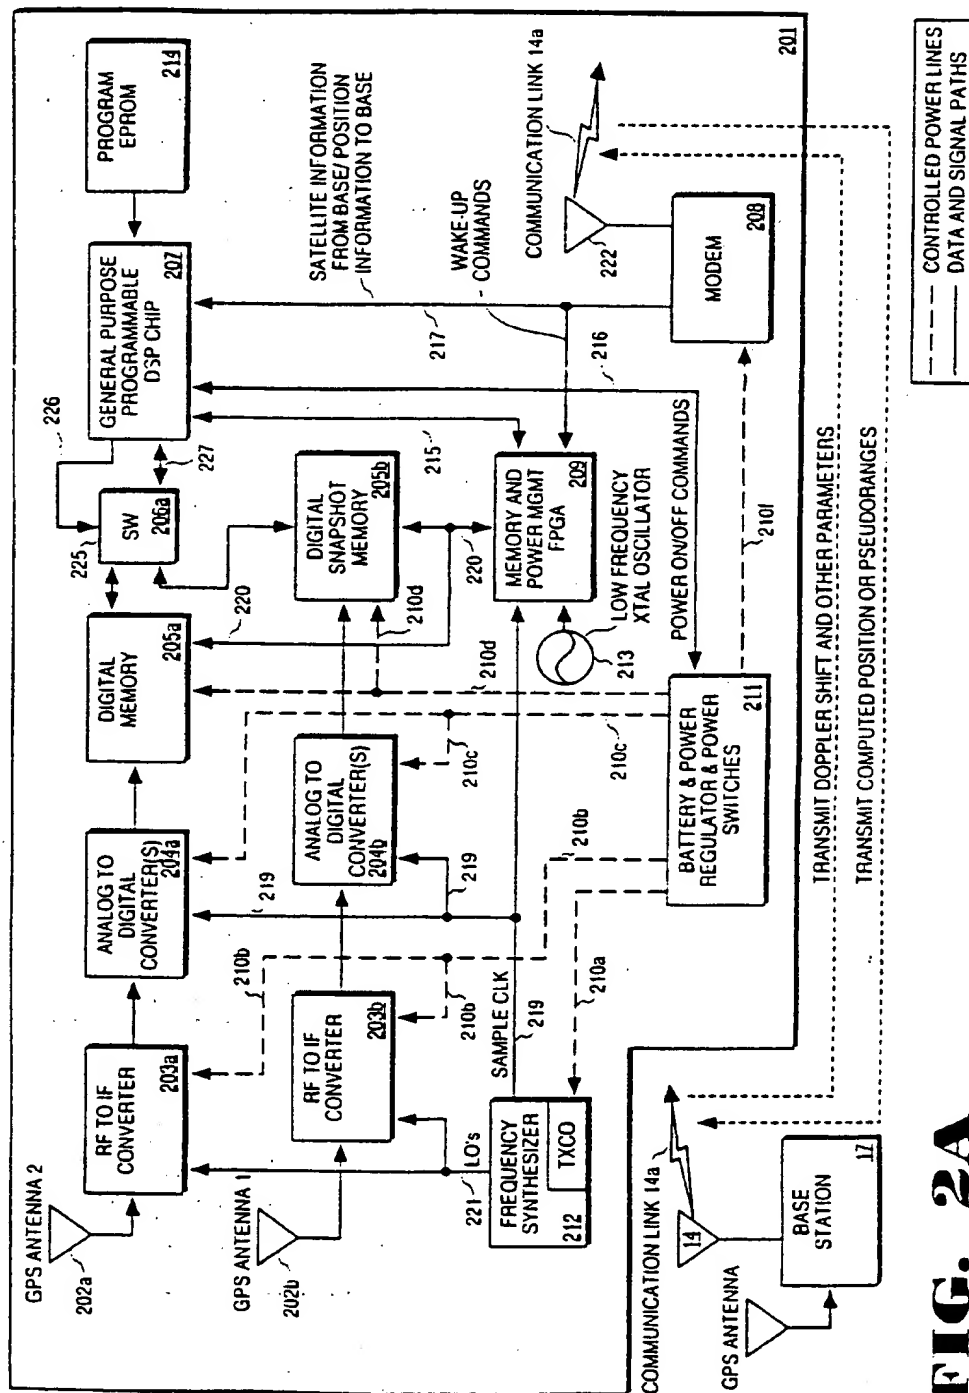 GPS ANTENNA 2
202a
RF TO IF
CONVERTER
203a
ANALOG TO
DIGITAL
CONVERTER(S)
204a
DIGITAL
MEMORY
205a
225
SW
206a
226
227
GENERAL PURPOSE
PROGRAMMABLE
DSP CHIP
207
PROGRAM
EPROM
214
210b
219
220
215
GPS ANTENNA 1
202b
RF TO IF
CONVERTER
203b
210b
ANALOG TO
DIGITAL
CONVERTER(S)
204b
219
210c
DIGITAL
SNAPSHOT
MEMORY
205b
210d
220
217
SATELLITE INFORMATION
FROM BASE/POSITION
INFORMATION TO BASE
WAKE-UP
COMMANDS
216
MEMORY AND
POWER MGMT
FPGA
209
LOW FREQUENCY
XTAL OSCILLATOR
213
221
LO's
FREQUENCY
SYNTHESIZER
212
TXCO
SAMPLE CLK
219
210a
210b
210c
210d
BATTERY & POWER
REGULATOR & POWER
SWITCHES
211
POWER ON/OFF COMMANDS
210f
MODEM
208
222
COMMUNICATION LINK 14a
201
COMMUNICATION LINK 14a
14
GPS ANTENNA
BASE
STATION
17
TRANSMIT DOPPLER SHIFT AND OTHER PARAMETERS
TRANSMIT COMPUTED POSITION OR PSEUDORANGES
CONTROLLED POWER LINES
DATA AND SIGNAL PATHS
FIG. 2A